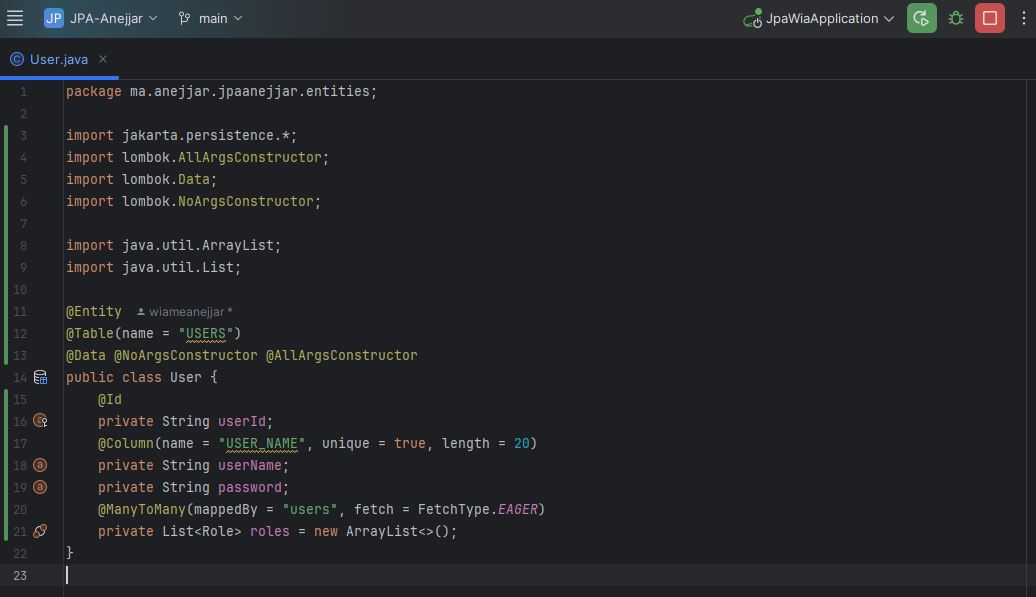 JP JPA-Anejjar main JpaWiaApplication
User.java
1 package ma.anejjar.jpaanejjar.entities;
2
3 import jakarta.persistence.*;
4 import lombok.AllArgsConstructor;
5 import lombok.Data;
6 import lombok.NoArgsConstructor;
7
8 import java.util.ArrayList;
9 import java.util.List;
10
11 @Entity wiameanejjar *
12 @Table(name = "USERS")
13 @Data @NoArgsConstructor @AllArgsConstructor
14 public class User {
15 @Id
16 private String userId;
17 @Column(name = "USER_NAME", unique = true, length = 20)
18 private String userName;
19 private String password;
20 @ManyToMany(mappedBy = "users", fetch = FetchType.EAGER)
21 private List<Role> roles = new ArrayList<>();
22 }
23